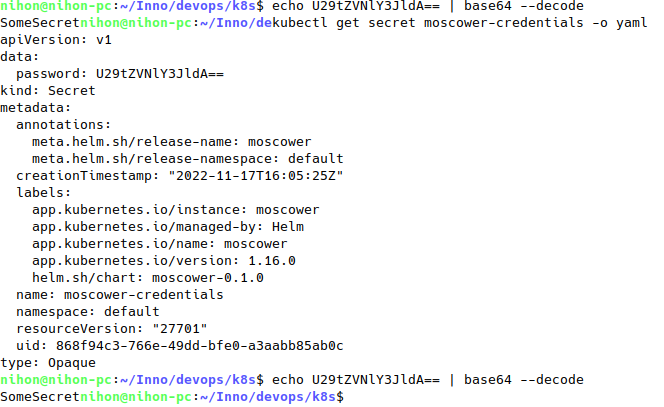 nihon@nihon-pc:~/Inno/devops/k8s$ echo U29tZVNlY3JldA== | base64 --decode
SomeSecretnihon@nihon-pc:~/Inno/dekubectl get secret moscower-credentials -o yaml
apiVersion: v1
data:
  password: U29tZVNlY3JldA==
kind: Secret
metadata:
  annotations:
    meta.helm.sh/release-name: moscower
    meta.helm.sh/release-namespace: default
  creationTimestamp: "2022-11-17T16:05:25Z"
  labels:
    app.kubernetes.io/instance: moscower
    app.kubernetes.io/managed-by: Helm
    app.kubernetes.io/name: moscower
    app.kubernetes.io/version: 1.16.0
    helm.sh/chart: moscower-0.1.0
  name: moscower-credentials
  namespace: default
  resourceVersion: "27701"
  uid: 868f94c3-766e-49dd-bfe0-a3aabb85ab0c
type: Opaque
nihon@nihon-pc:~/Inno/devops/k8s$ echo U29tZVNlY3JldA== | base64 --decode
SomeSecretnihon@nihon-pc:~/Inno/devops/k8s$